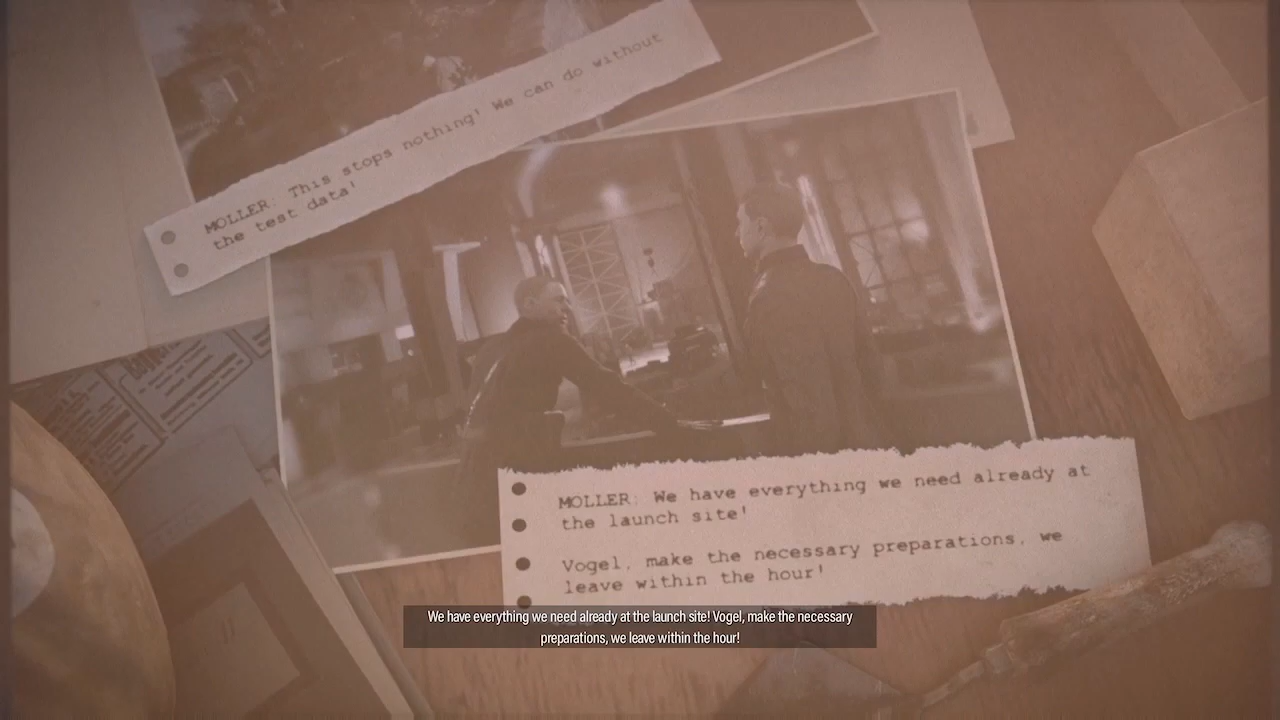 MOLLER: This stops nothing! We can do without
the test data!
MOLLER: We have everything we need already at
the launch site!
Vogel, make the necessary preparations, we
leave within the hour!
We have everything we need already at the launch site! Vogel, make the necessary
preparations, we leave within the hour!